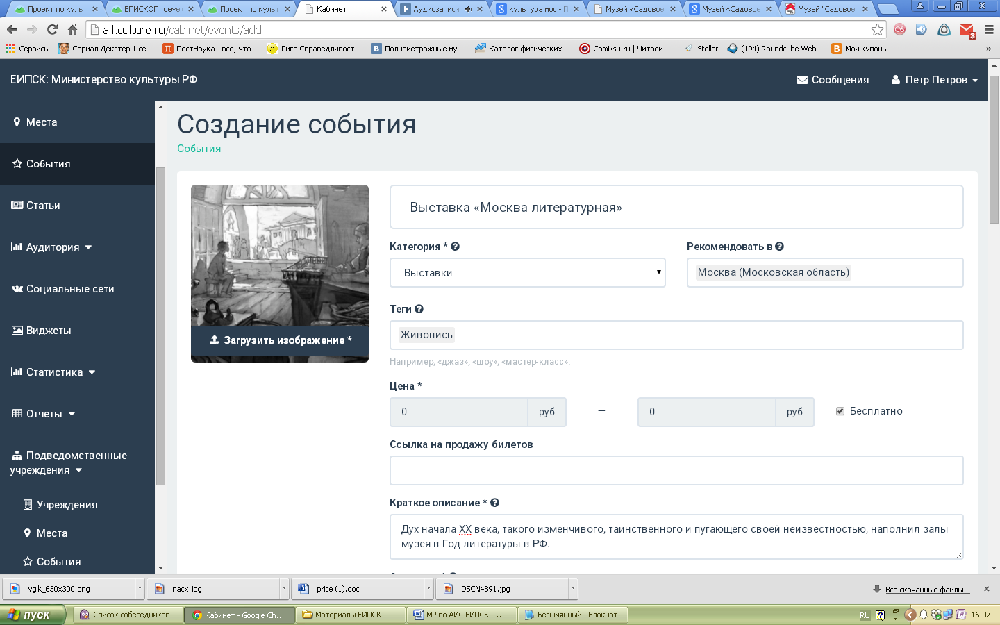 Проект по культ
ЕПИСКОП: devel
Проект по культ
Кабинет
Аудиозаписи
культура мос - П
Музей «Садовое
Музей «Садовое
Музей "Садовое
all.culture.ru/cabinet/events/add
3
Сервисы
Сериал Декстер 1 се...
ПостНаука - все, что...
Лига Справедливост...
Полнометражные му...
Каталог физических ...
Comiksu.ru | Читаем ...
Stellar
(194) Roundcube Web...
Мои купоны
»
ЕИПСК: Министерство культуры РФ
Сообщения
Петр Петров
Места
События
Статьи
Аудитория
Социальные сети
Виджеты
Статистика
Отчеты
Подведомственные
учреждения
Учреждения
Места
События
Создание события
События
Загрузить изображение *
Выставка «Москва литературная»
Категория *
Рекомендовать в
Выставки
Москва (Московская область)
Теги
Живопись
Например, «джаз», «шоу», «мастер-класс».
Цена *
0 руб — 0 руб
Бесплатно
Ссылка на продажу билетов
Краткое описание *
Дух начала XX века, такого изменчивого, таинственного и пугающего своей неизвестностью, наполнил залы
музея в Год литературы в РФ.
vgik_630x300.png
пасх.jpg
price (1).doc
DSCN4891.jpg
Все скачанные файлы...
пуск
Список собеседников
Кабинет - Google Ch...
Материалы ЕИПСК
МР по АИС ЕИПСК - ...
Безымянный - Блокнот
RU
16:07